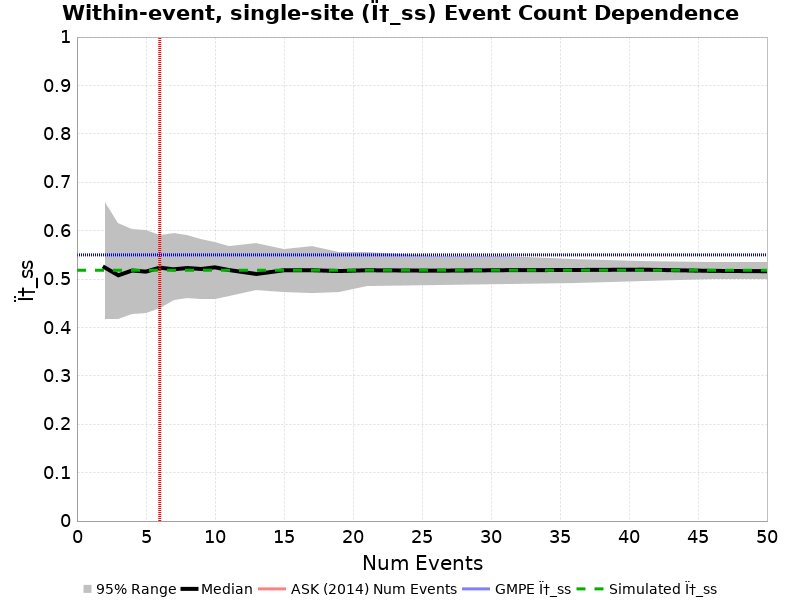 Within-event, single-site (Ï†_ss) Event Count Dependence
1
0.9
0.8
0.7
0.6
0.5
0.4
0.3
0.2
0.1
0
Ï†_ss
0 5 10 15 20 25 30 35 40 45 50
Num Events
95% Range Median ASK (2014) Num Events GMPE Ï†_ss Simulated Ï†_ss